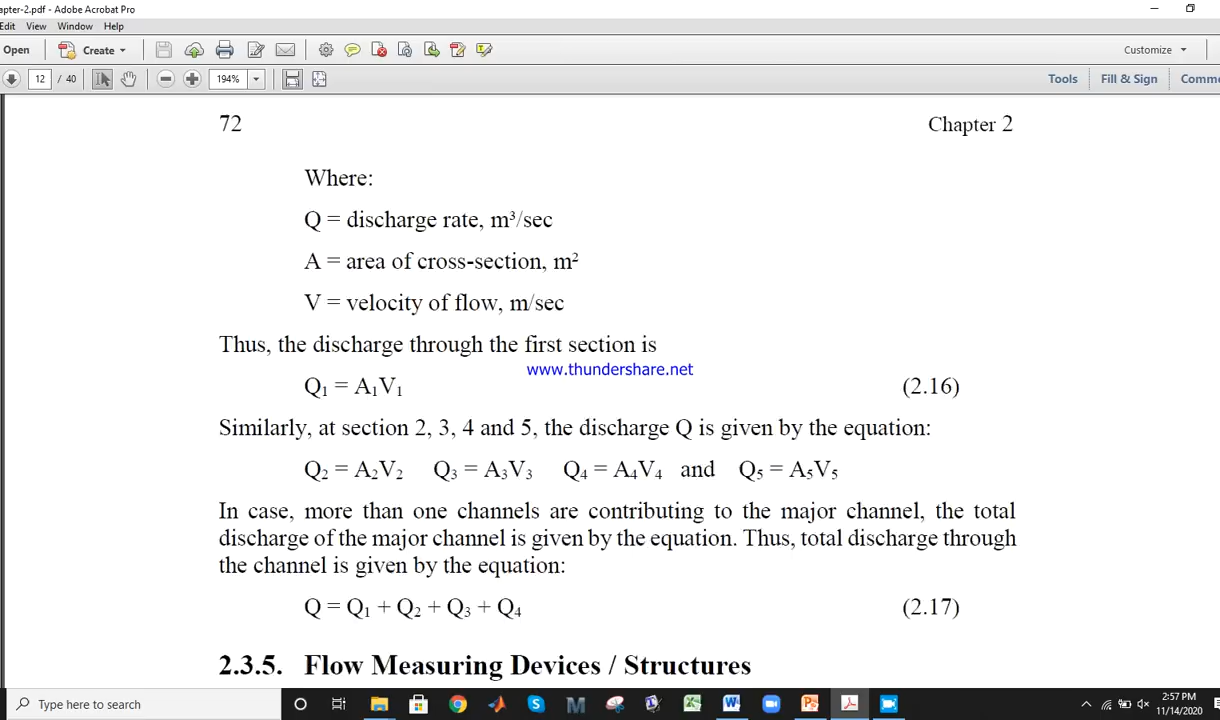 apter-2.pdf - Adobe Acrobat Pro
Edit View Window Help
Open Create Customize
12 / 40 194% Tools Fill & Sign Comme
72 Chapter 2
Where:
Q = discharge rate, m³/sec
A = area of cross-section, m²
V = velocity of flow, m/sec
Thus, the discharge through the first section is
www.thundershare.net
Q₁ = A₁V₁ (2.16)
Similarly, at section 2, 3, 4 and 5, the discharge Q is given by the equation:
Q₂ = A₂V₂ Q₃ = A₃V₃ Q₄ = A₄V₄ and Q₅ = A₅V₅
In case, more than one channels are contributing to the major channel, the total
discharge of the major channel is given by the equation. Thus, total discharge through
the channel is given by the equation:
Q = Q₁ + Q₂ + Q₃ + Q₄ (2.17)
2.3.5. Flow Measuring Devices / Structures
Type here to search
2:57 PM
11/14/2020